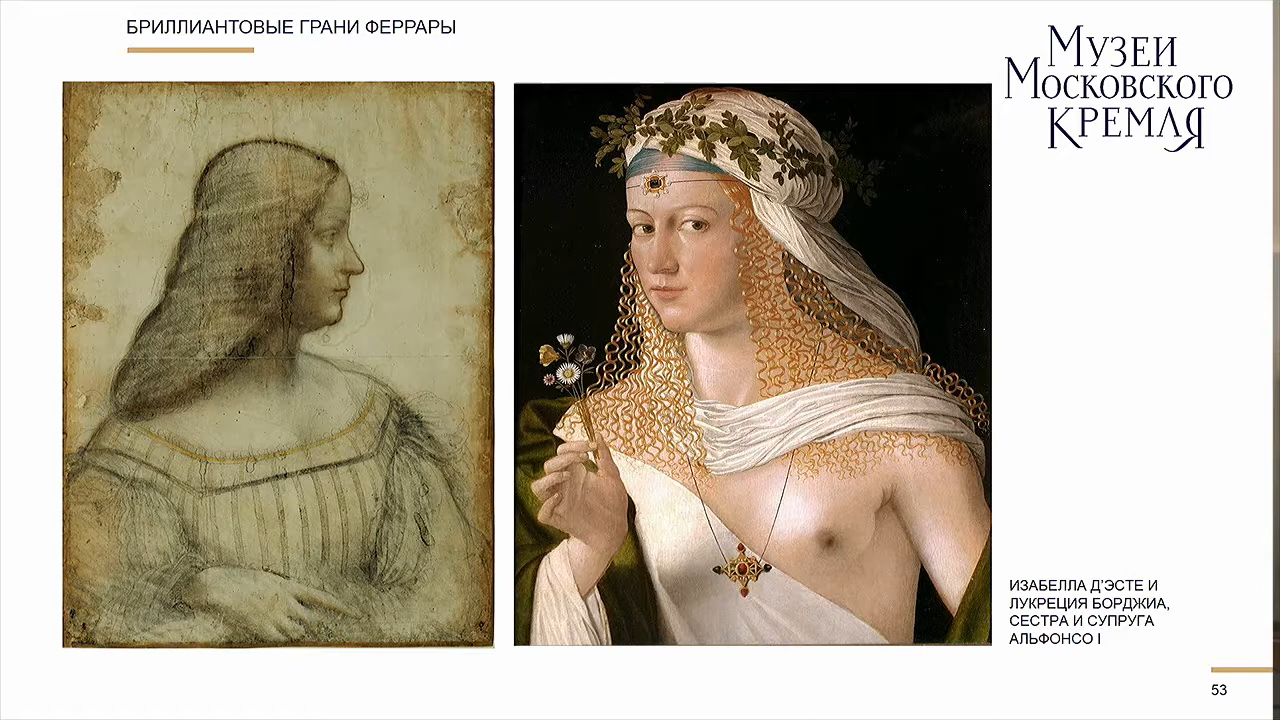 БРИЛЛИАНТОВЫЕ ГРАНИ ФЕРРАРЫ
Музеи
Московского
Кремля
ИЗАБЕЛЛА Д’ЭСТЕ И
ЛУКРЕЦИЯ БОРДЖИА,
СЕСТРА И СУПРУГА
АЛЬФОНСО I
53